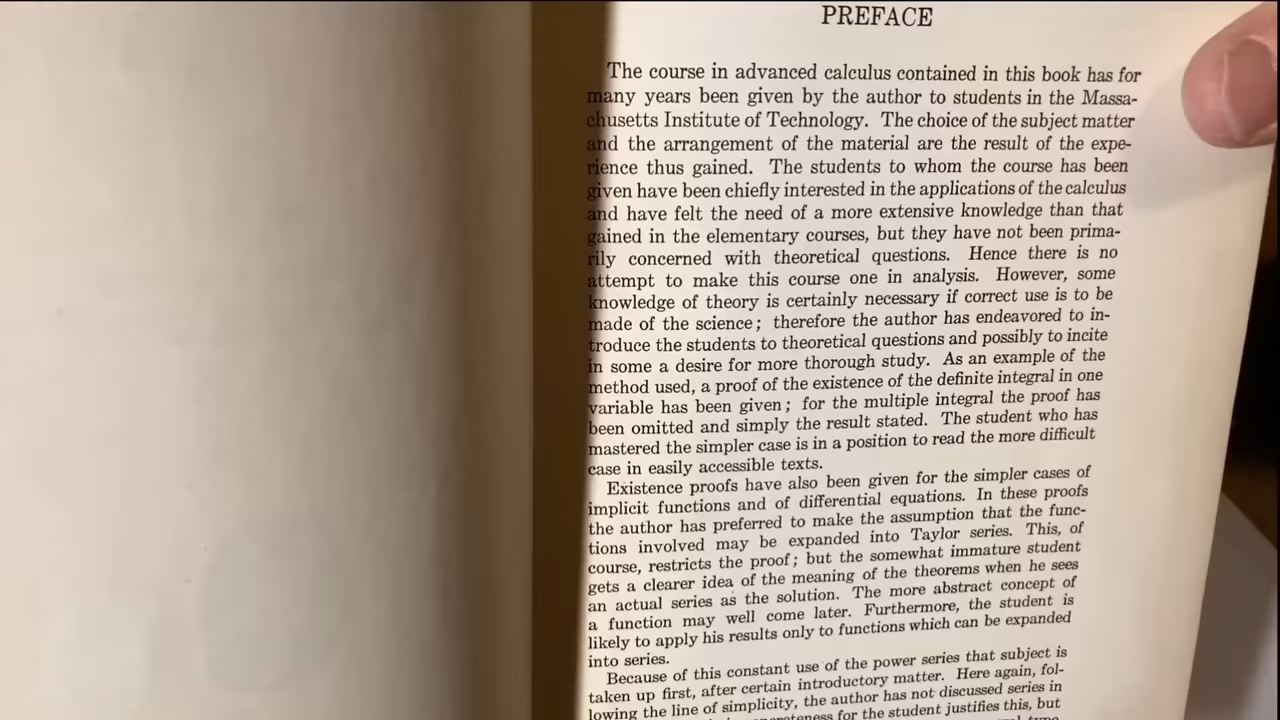 PREFACE
The course in advanced calculus contained in this book has for
many years been given by the author to students in the Massa-
chusetts Institute of Technology. The choice of the subject matter
and the arrangement of the material are the result of the expe-
rience thus gained. The students to whom the course has been
given have been chiefly interested in the applications of the calculus
and have felt the need of a more extensive knowledge than that
gained in the elementary courses, but they have not been prima-
rily concerned with theoretical questions. Hence there is no
attempt to make this course one in analysis. However, some
knowledge of theory is certainly necessary if correct use is to be
made of the science; therefore the author has endeavored to in-
troduce the students to theoretical questions and possibly to incite
in some a desire for more thorough study. As an example of the
method used, a proof of the existence of the definite integral in one
variable has been given; for the multiple integral the proof has
been omitted and simply the result stated. The student who has
mastered the simpler case is in a position to read the more difficult
case in easily accessible texts.
Existence proofs have also been given for the simpler cases of
implicit functions and of differential equations. In these proofs
the author has preferred to make the assumption that the func-
tions involved may be expanded into Taylor series. This, of
course, restricts the proof; but the somewhat immature student
gets a clearer idea of the meaning of the theorems when he sees
an actual series as the solution. The more abstract concept of
a function may well come later. Furthermore, the student is
likely to apply his results only to functions which can be expanded
into series.
Because of this constant use of the power series that subject is
taken up first, after certain introductory matter. Here again, fol-
lowing the line of simplicity, the author has not discussed series in
for the student justifies this, but